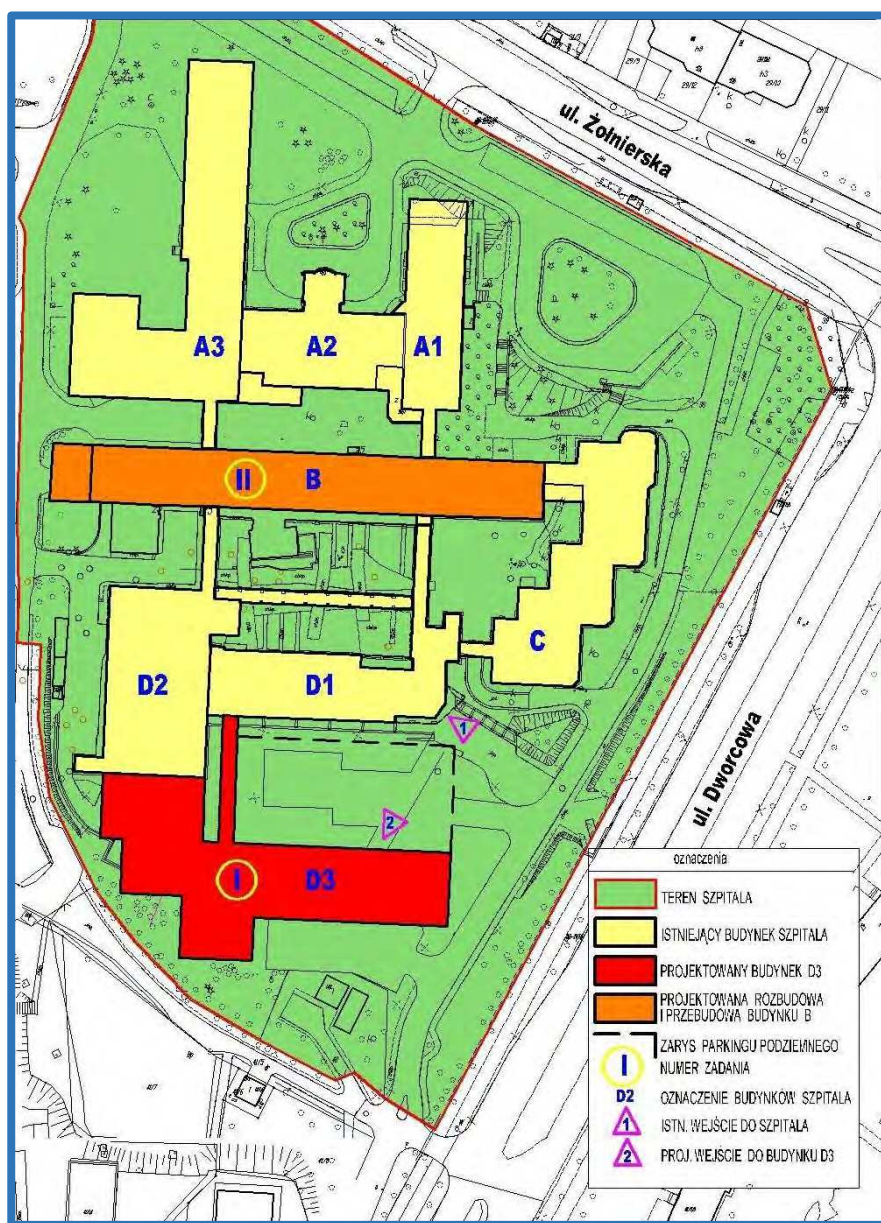 ul. Żołnierska
A3
A2
A1
II
B
C
D2
D1
1
2
ul. Dworcowa
I
D3
oznaczenia
TEREN SZPITALA
ISTNIEJĄCY BUDYNEK SZPITALA
PROJEKTOWANY BUDYNEK D3
PROJEKTOWANA ROZBUDOWA
I PRZEBUDOWA BUDYNKU B
ZARYS PARKINGU PODZIEMNEGO
I NUMER ZADANIA
D2 OZNACZENIE BUDYNKÓW SZPITALA
1 ISTN. WEJŚCIE DO SZPITALA
2 PROJ. WEJŚCIE DO BUDYNKU D3